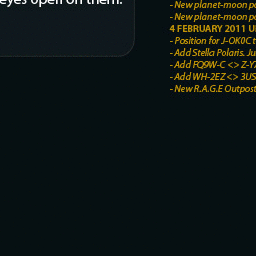 eyes open on them.
- New planet-moon po
- New planet-moon po
4 FEBRUARY 2011 U
- Position for J-OK0C t
- Add Stella Polaris. Ju
- Add FQ9W-C <> Z-Y
- Add WH-2EZ <> 3US
- New R.A.G.E Outpost